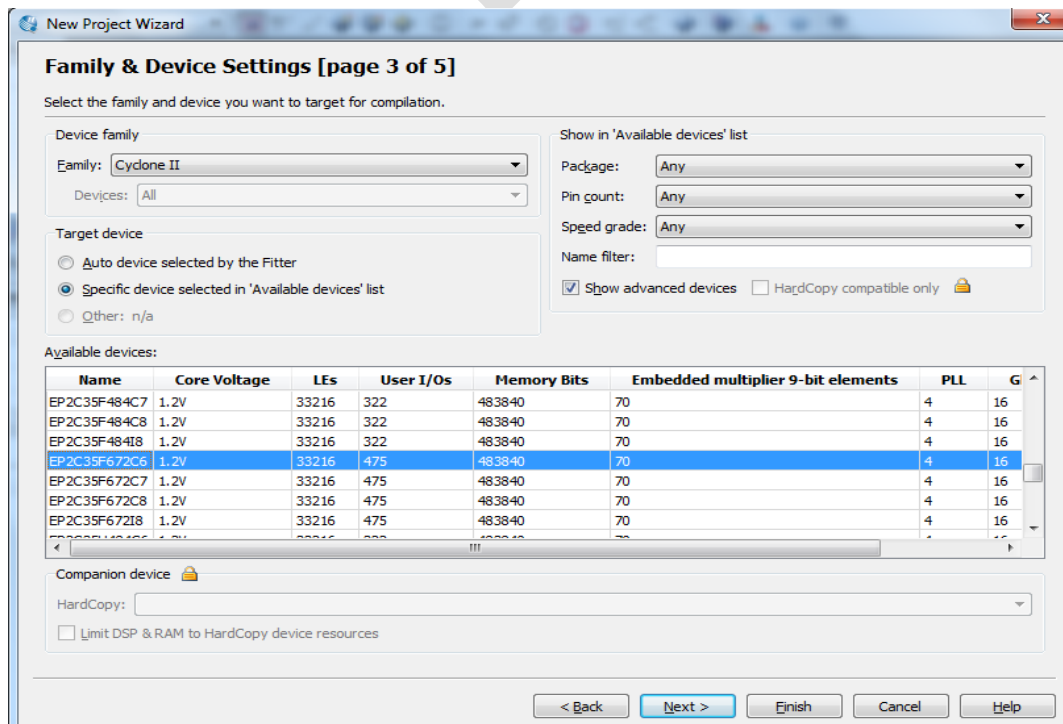 New Project Wizard
Family & Device Settings [page 3 of 5]
Select the family and device you want to target for compilation.
Device family
Family: Cyclone II
Devices: All
Show in 'Available devices' list
Package: Any
Pin count: Any
Speed grade: Any
Name filter:
Show advanced devices HardCopy compatible only
Target device
Auto device selected by the Fitter
Specific device selected in 'Available devices' list
Other: n/a
Available devices:
Name Core Voltage LEs User I/Os Memory Bits Embedded multiplier 9-bit elements PLL
EP2C35F484C7 1.2V 33216 322 483840 70 4 16
EP2C35F484C8 1.2V 33216 322 483840 70 4 16
EP2C35F484I8 1.2V 33216 322 483840 70 4 16
EP2C35F672C6 1.2V 33216 475 483840 70 4 16
EP2C35F672C7 1.2V 33216 475 483840 70 4 16
EP2C35F672C8 1.2V 33216 475 483840 70 4 16
EP2C35F672I8 1.2V 33216 475 483840 70 4 16
Companion device
HardCopy:
Limit DSP & RAM to HardCopy device resources
< Back Next > Finish Cancel Help